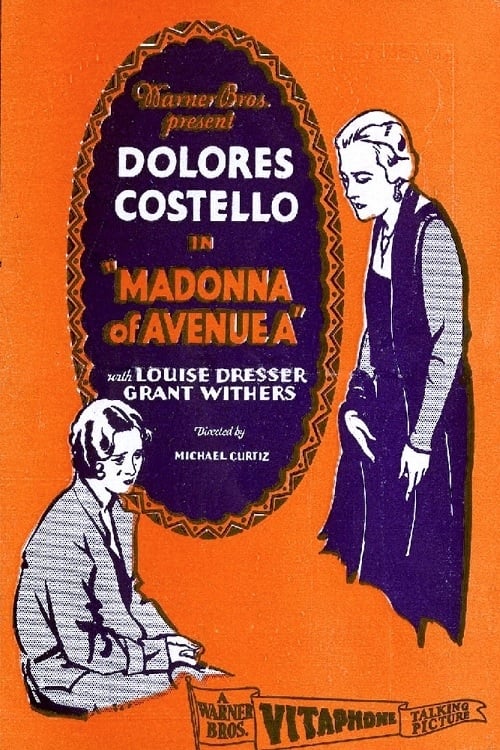 Warner Bros.
present
DOLORES
COSTELLO
IN
"MADONNA
of AVENUE A"
with LOUISE DRESSER
GRANT WITHERS
Directed by
MICHAEL CURTIZ
A
WARNER
BROS.
VITAPHONE
TALKING
PICTURE